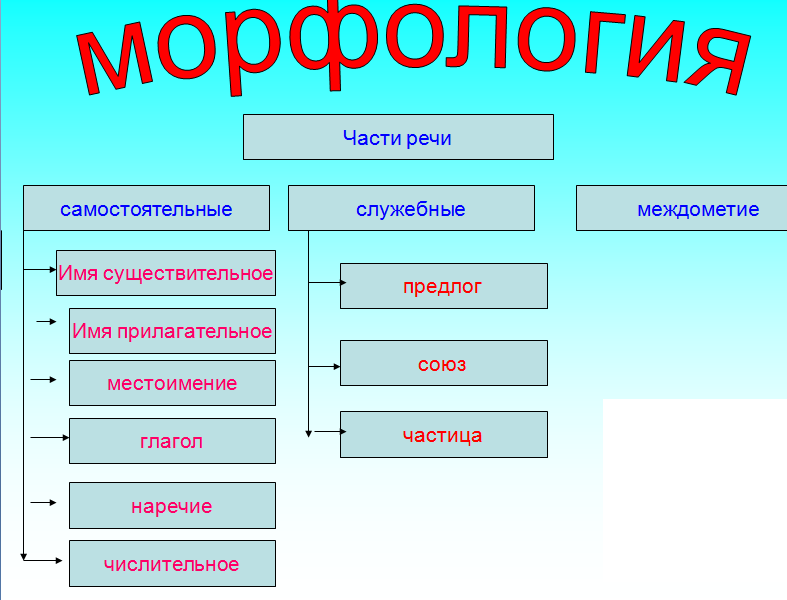 морфология
Части речи
самостоятельные
служебные
междометие
Имя существительное
Имя прилагательное
местоимение
глагол
наречие
числительное
предлог
союз
частица